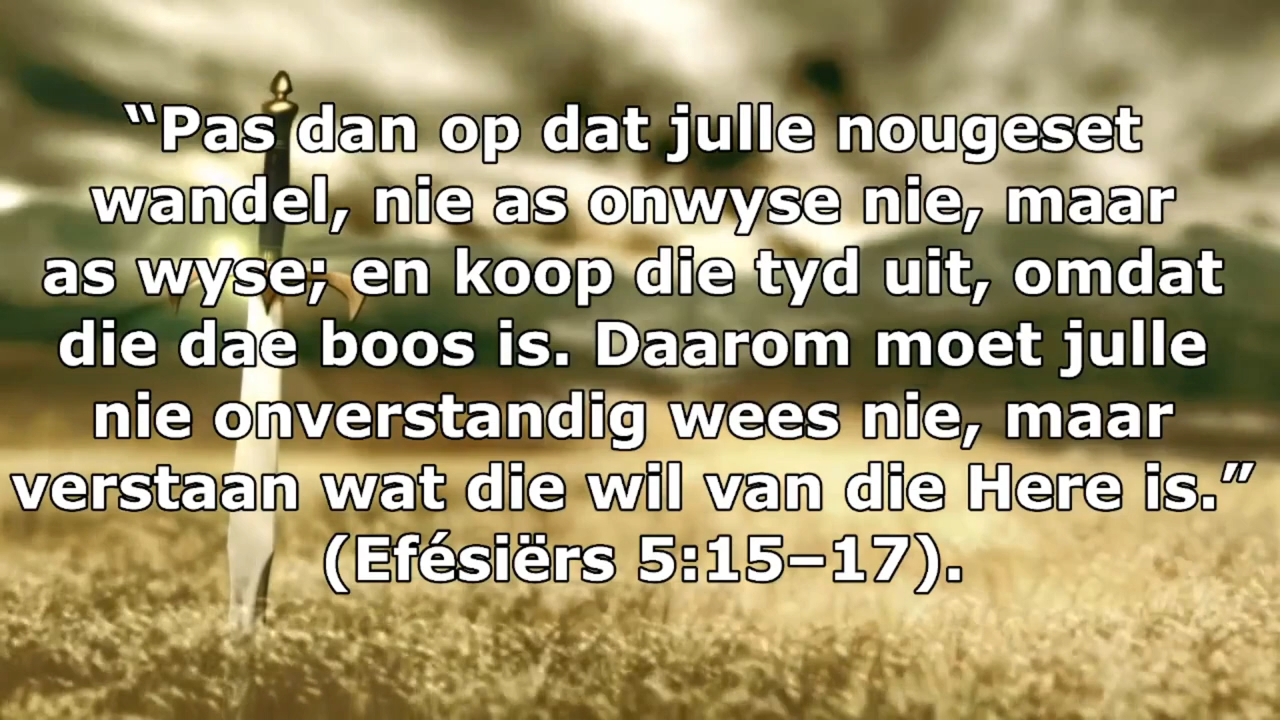 “Pas dan op dat julle nougeset
wandel, nie as onwyse nie, maar
as wyse; en koop die tyd uit, omdat
die dae boos is. Daarom moet julle
nie onverstandig wees nie, maar
verstaan wat die wil van die Here is.”
(Efésiërs 5:15–17).